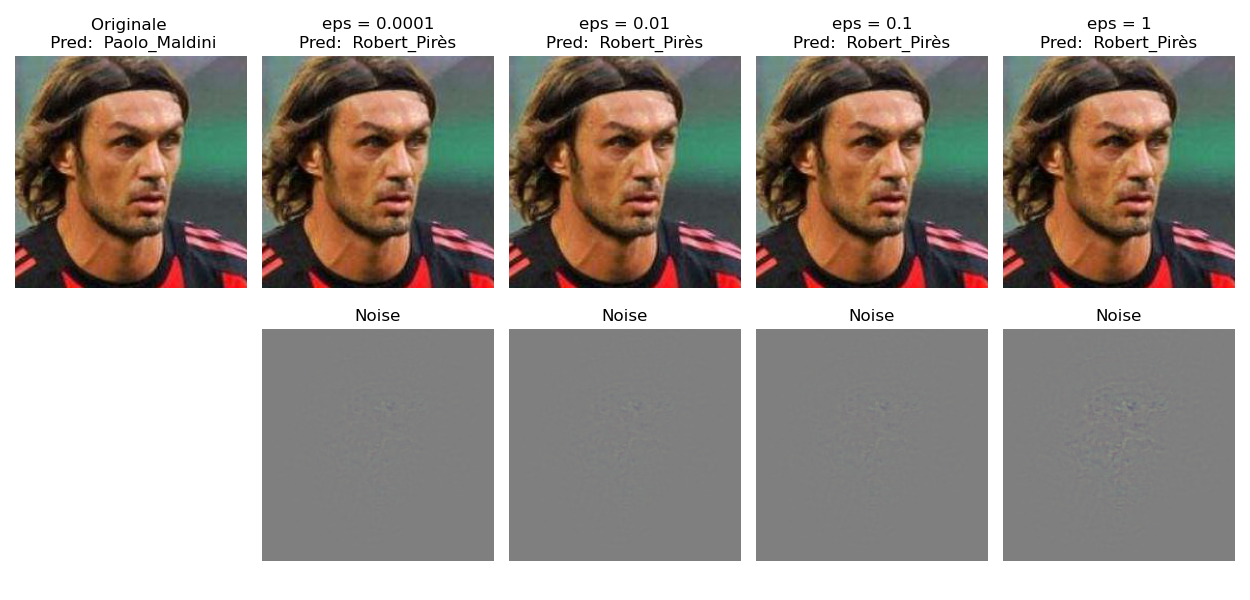 Originale
Pred:  Paolo_Maldini
eps = 0.0001
Pred:  Robert_Pirès
eps = 0.01
Pred:  Robert_Pirès
eps = 0.1
Pred:  Robert_Pirès
eps = 1
Pred:  Robert_Pirès
Noise
Noise
Noise
Noise